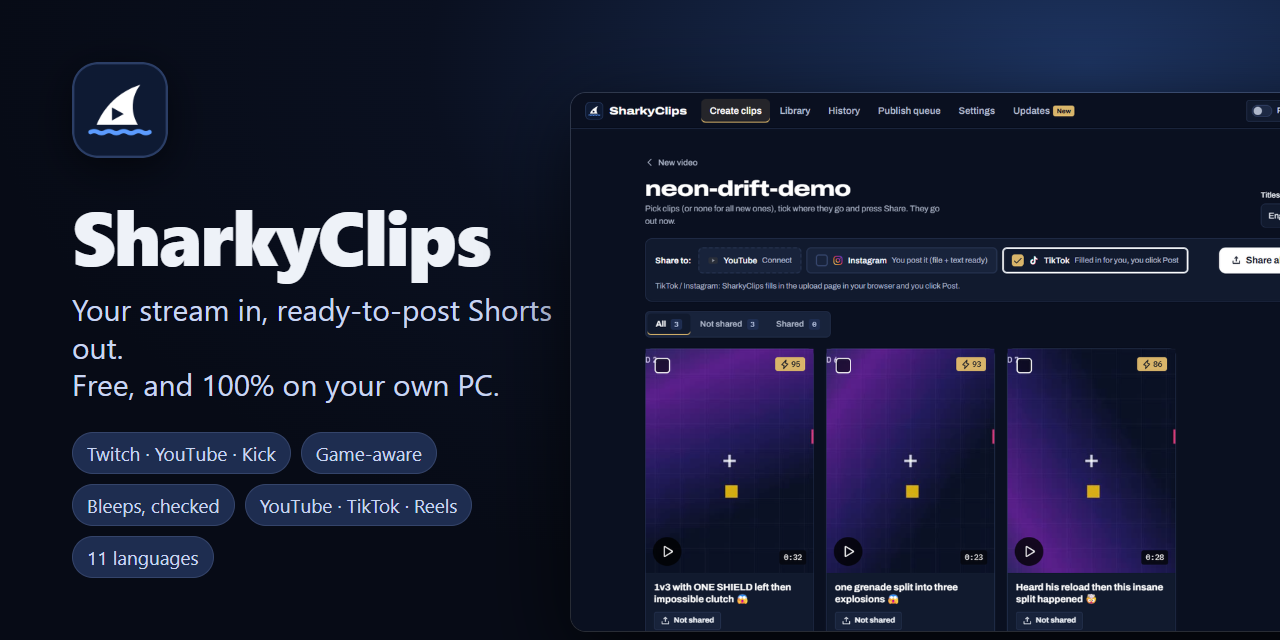 SharkyClips
Your stream in, ready-to-post Shorts
out.
Free, and 100% on your own PC.
Twitch · YouTube · Kick
Game-aware
Bleeps, checked
YouTube · TikTok · Reels
11 languages
SharkyClips
Create clips
Library
History
Publish queue
Settings
Updates New
New video
neon-drift-demo
Pick clips (or none for all new ones), tick where they go and press Share. They go
out now.
Titles
Share to:
YouTube Connect
Instagram You post it (file + text ready)
TikTok Filled in for you, you click Post
Share
TikTok / Instagram: SharkyClips fills in the upload page in your browser and you click Post.
All 3
Not shared 3
Shared 0
95
0:32
1v3 with ONE SHIELD left then
impossible clutch 😱
Not shared
93
0:23
one grenade split into three
explosions 😱
Not shared
86
0:28
Heard his reload then this insane
split happened 🤯
Not shared